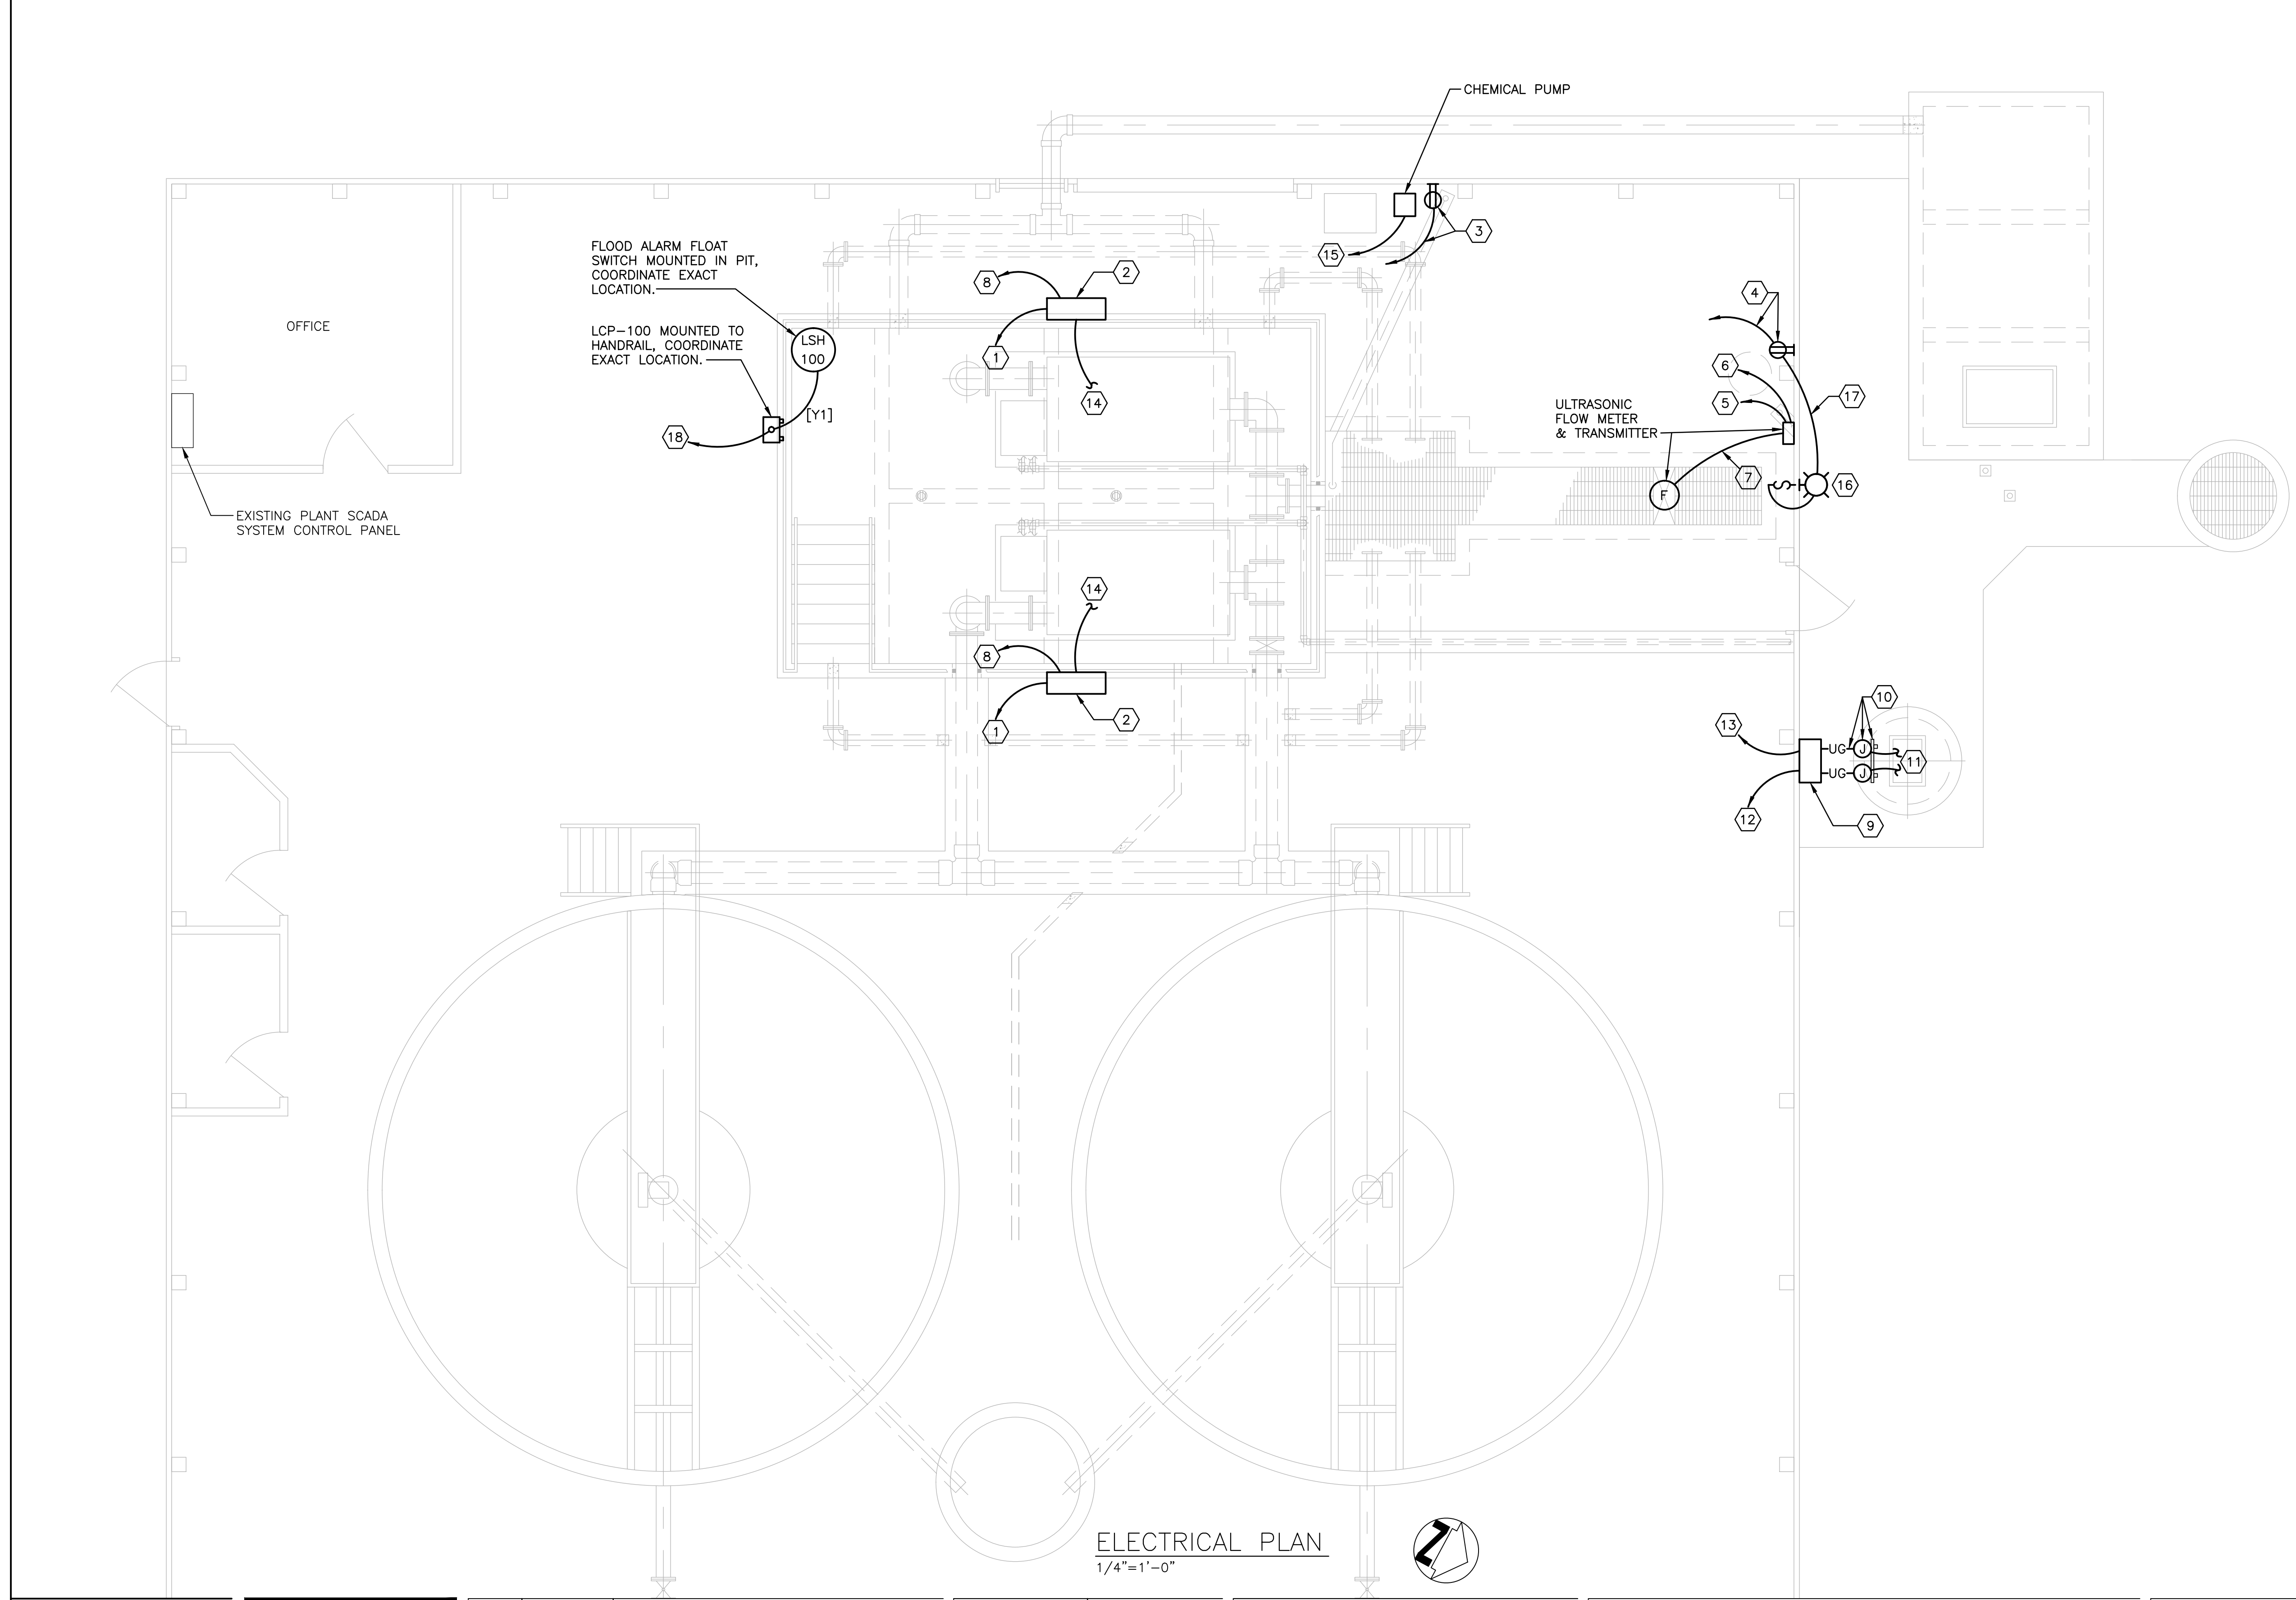 CHEMICAL PUMP
3
15
FLOOD ALARM FLOAT
SWITCH MOUNTED IN PIT,
COORDINATE EXACT
LOCATION.
8
2
4
OFFICE
LCP-100 MOUNTED TO
HANDRAIL, COORDINATE
EXACT LOCATION.
LSH
100
1
14
6
5
17
ULTRASONIC
FLOW METER
& TRANSMITTER
[Y1]
18
7
F
S
16
EXISTING PLANT SCADA
SYSTEM CONTROL PANEL
14
8
1
2
10
13
UG
J
11
UG
J
12
9
ELECTRICAL PLAN
1/4"=1'-0"
N